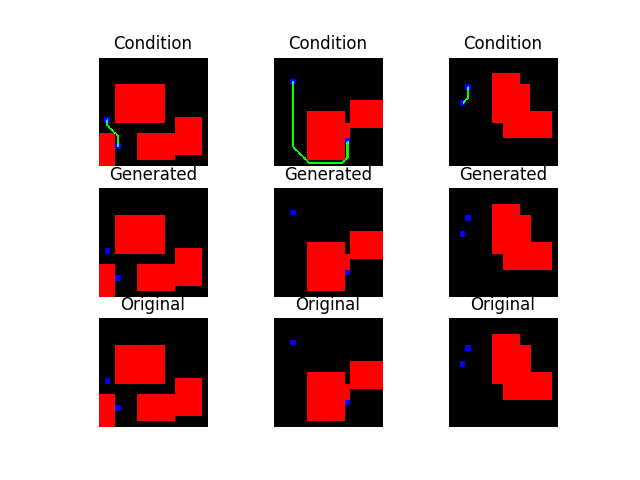 Condition Condition Condition
Generated Generated Generated
Original Original Original